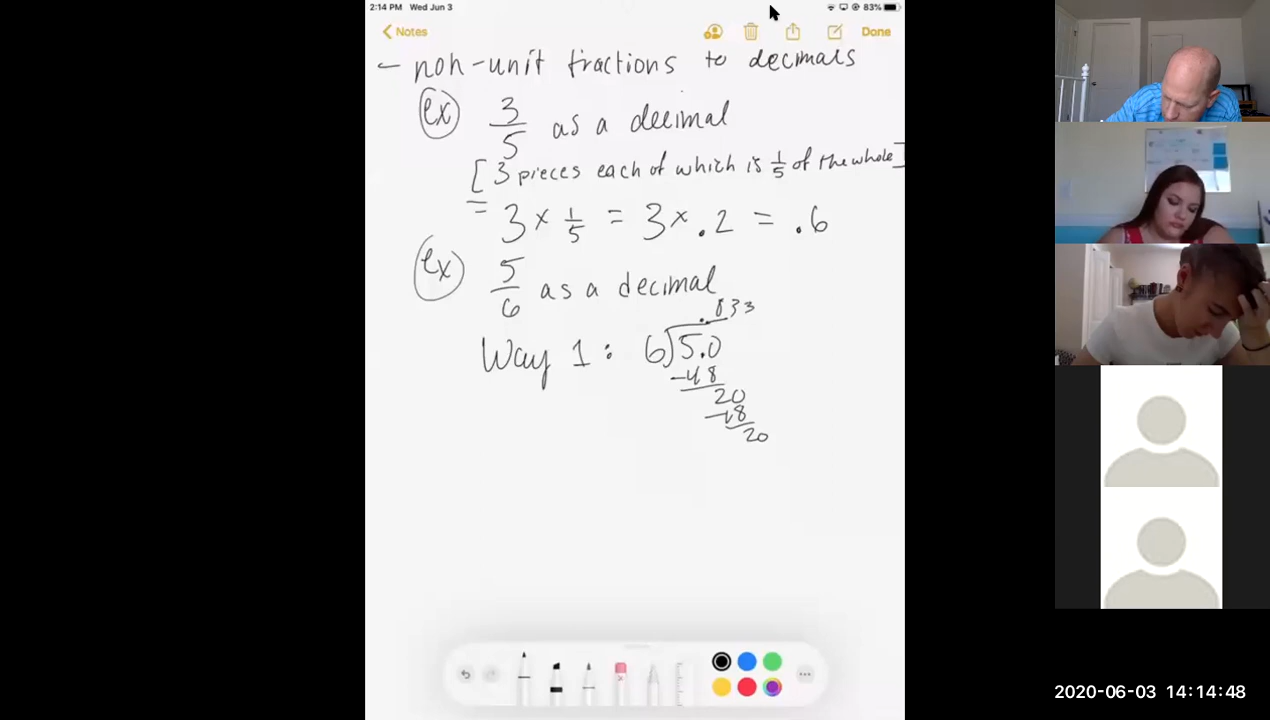 2:14 PM Wed Jun 3
83%
Notes
Done
- non-unit fractions to decimals
ex 3/5 as a decimal
[3 pieces each of which is 1/5 of the whole]
= 3 × 1/5 = 3 × .2 = .6
ex 5/6 as a decimal
.833
Way 1: 6)5.0
-48
20
-18
20
2020-06-03 14:14:48